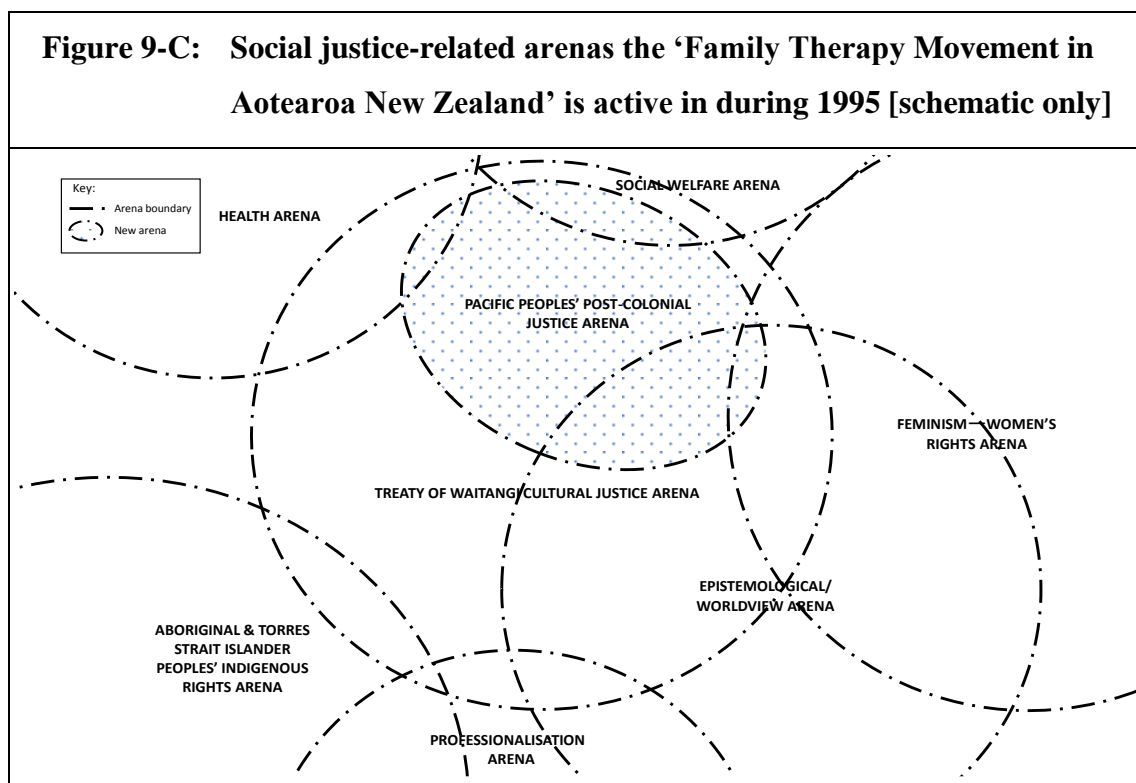 Figure 9-C: Social justice-related arenas the ‘Family Therapy Movement in
Aotearoa New Zealand’ is active in during 1995 [schematic only]
Key:
Arena boundary
New arena
HEALTH ARENA
SOCIAL WELFARE ARENA
PACIFIC PEOPLES’ POST-COLONIAL
JUSTICE ARENA
FEMINISM—WOMEN’S
RIGHTS ARENA
TREATY OF WAITANGI CULTURAL JUSTICE ARENA
EPISTEMOLOGICAL/
WORLDVIEW ARENA
ABORIGINAL & TORRES
STRAIT ISLANDER
PEOPLES’ INDIGENOUS
RIGHTS ARENA
PROFESSIONALISATION
ARENA